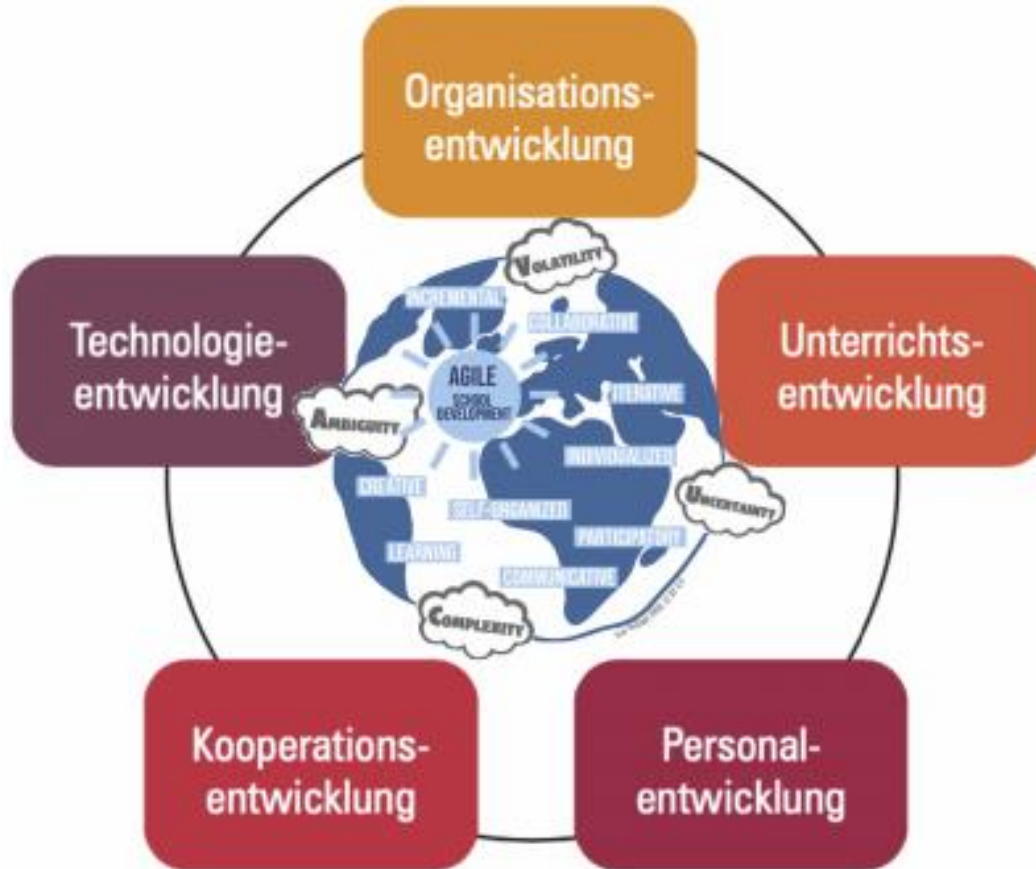 Organisations-
entwicklung
Technologie-
entwicklung
Unterrichts-
entwicklung
VOLATILITY
INCREMENTAL
COLLABORATIVE
AGILE
SCHOOL
DEVELOPMENT
ITERATIVE
AMBIGUITY
INDIVIDUALIZED
CREATIVE
UNCERTAINTY
SELF-ORGANIZED
PARTICIPATORY
LEARNING
COMMUNICATIVE
COMPLEXITY
Kooperations-
entwicklung
Personal-
entwicklung